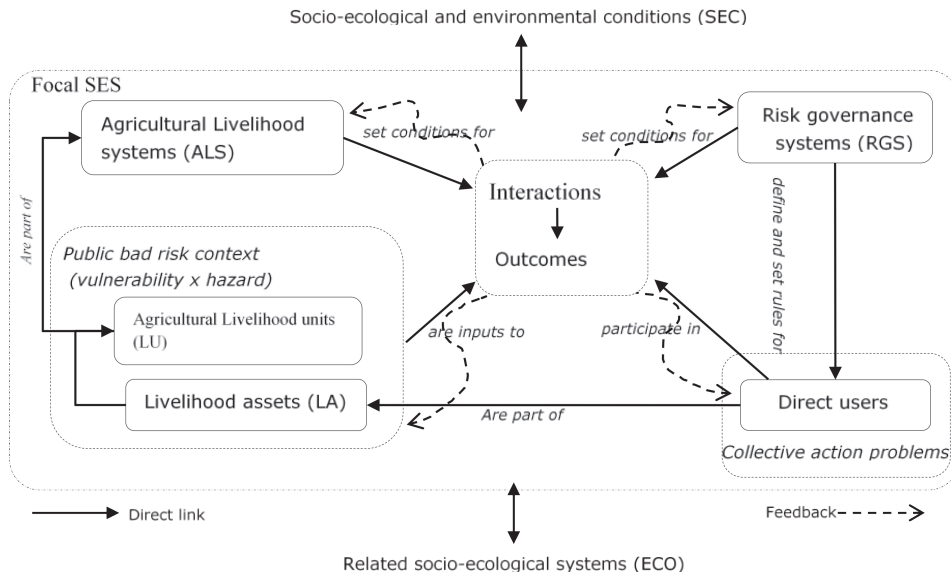 Socio-ecological and environmental conditions (SEC)
Focal SES
Agricultural Livelihood
systems (ALS)
set conditions for
set conditions for
Risk governance
systems (RGS)
Interactions
Outcomes
Are part of
define and set rules for
Public bad risk context
(vulnerability x hazard)
Agricultural Livelihood units
(LU)
are inputs to
participate in
Livelihood assets (LA)
Are part of
Direct users
Collective action problems
Direct link
Feedback
Related socio-ecological systems (ECO)